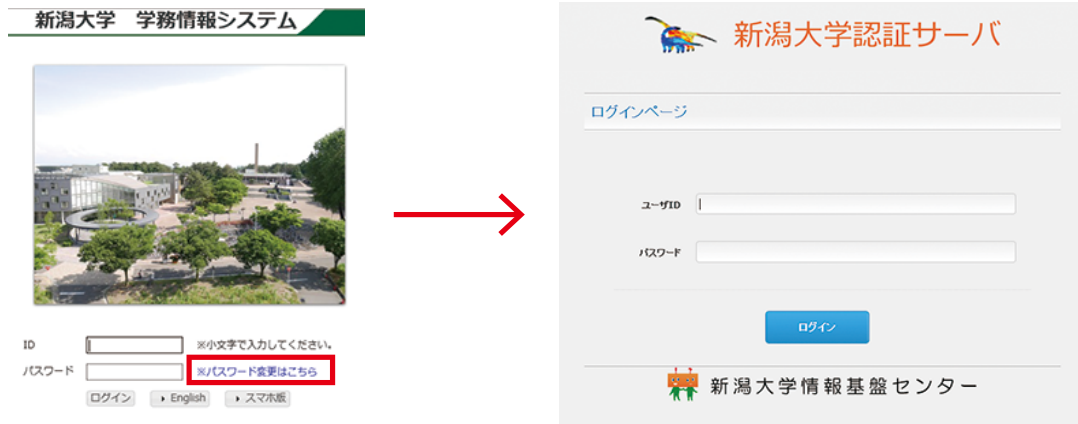 新潟大学 学務情報システム
ID
※小文字で入力してください。
パスワード
※パスワード変更はこちら
ログイン
English
スマホ版
新潟大学認証サーバ
ログインページ
ユーザID
パスワード
ログイン
新潟大学情報基盤センター